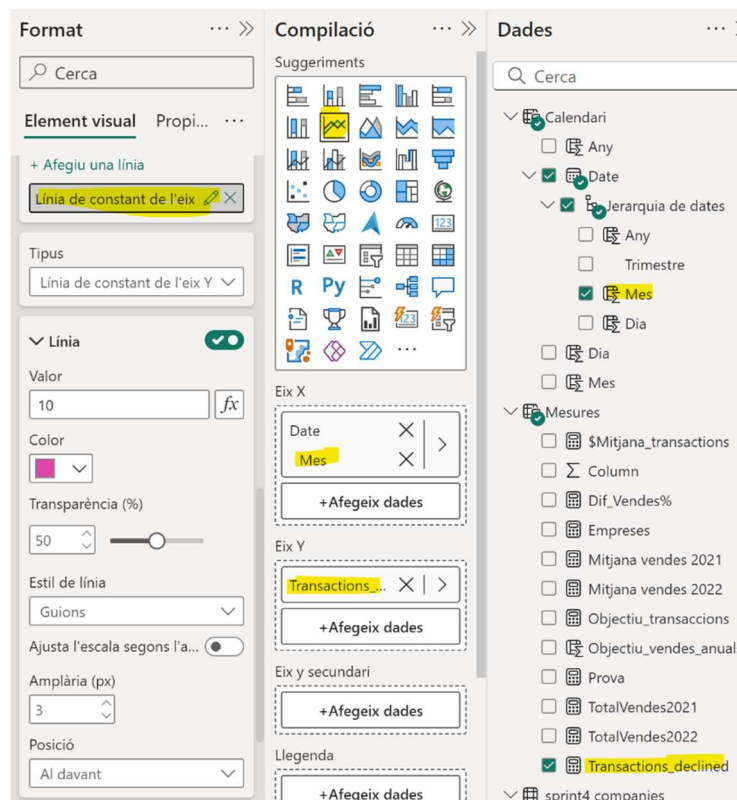 Format
Cerca
Element visual Propi...
+ Afegiu una línia
Línia de constant de l'eix
Tipus
Línia de constant de l'eix Y
Línia
Valor
10
fx
Color
Transparència (%)
50
Estil de línia
Guions
Ajusta l'escala segons l'a...
Amplària (px)
3
Posició
Al davant
Compilació
Suggeriments
123
R Py
123
Eix X
Date
Mes
+Afegeix dades
Eix Y
Transactions_...
+Afegeix dades
Eix y secundari
+Afegeix dades
Llegenda
+Afegeix dades
Dades
Cerca
Calendari
Any
Date
Jerarquia de dates
Any
Trimestre
Mes
Dia
Dia
Mes
Mesures
$Mitjana_transactions
Column
Dif_Vendes%
Empreses
Mitjana vendes 2021
Mitjana vendes 2022
Objectiu_transaccions
Objectiu_vendes_anual
Prova
TotalVendes2021
TotalVendes2022
Transactions_declined
sprint4 companies